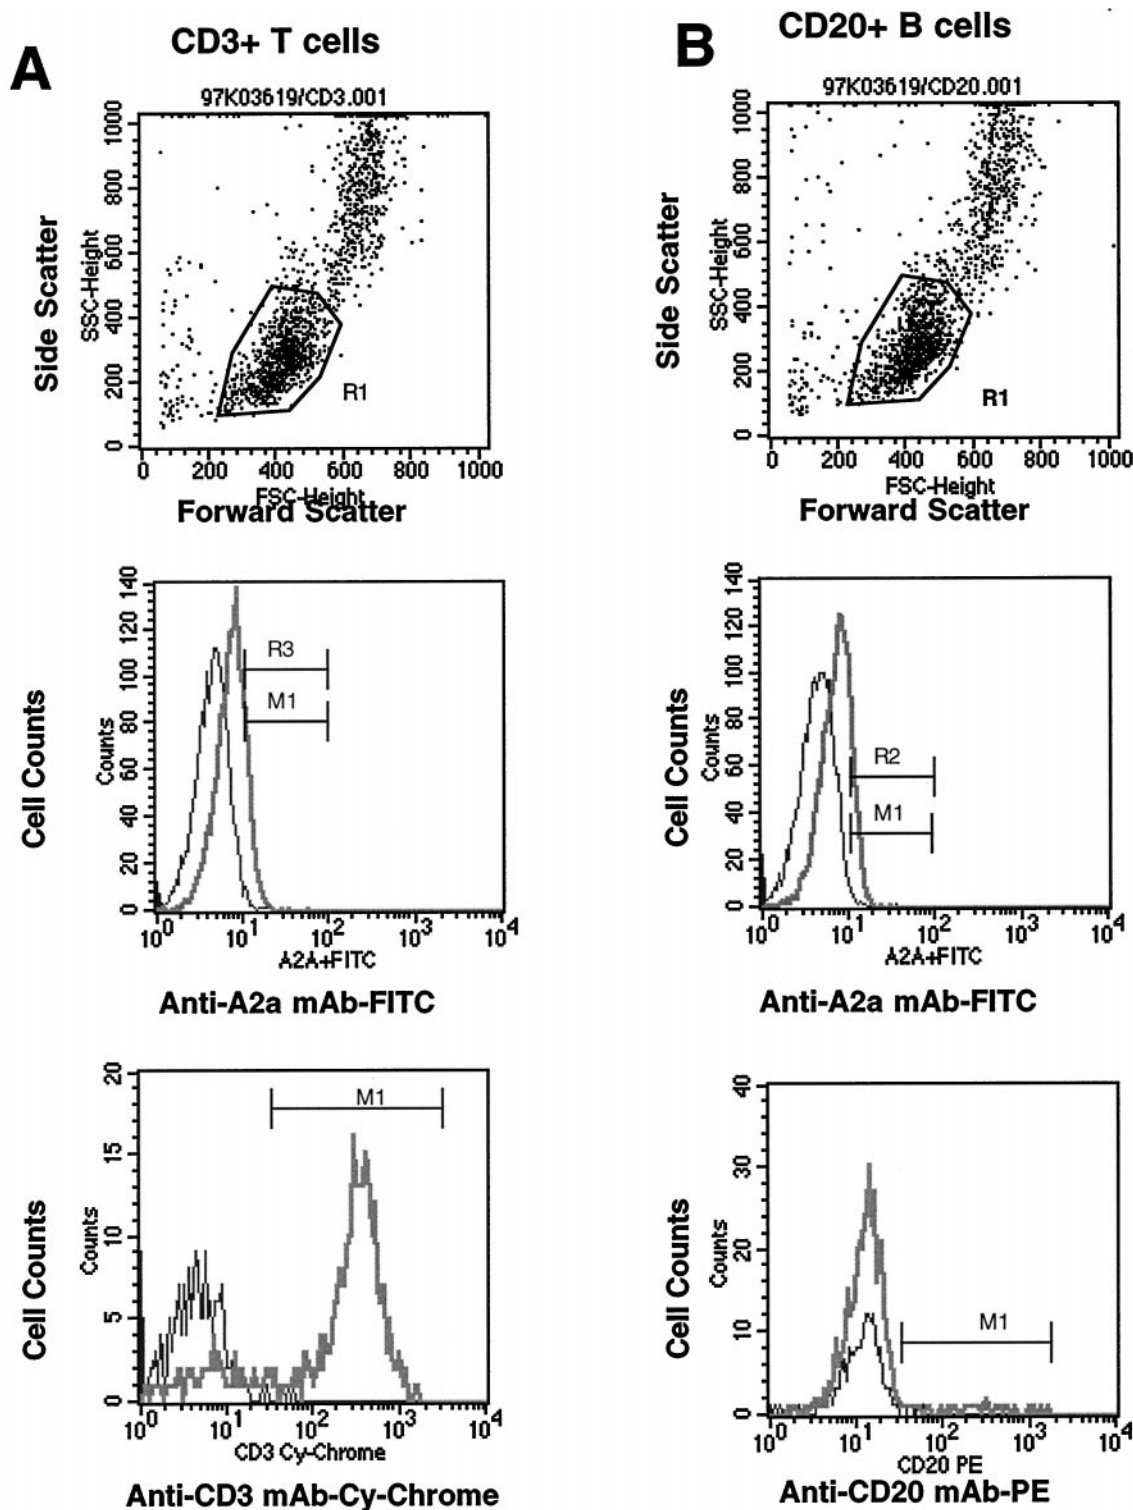 A
CD3+ T cells
97K03619/CD3.001
Side Scatter
SSC-Height
0 200 400 600 800 1000
R1
0 200 400 600 800 1000
FSC-Height
Forward Scatter
Cell Counts
Counts
0 20 40 60 80 100 120 140
R3
M1
10^0 10^1 10^2 10^3 10^4
A2A+FITC
Anti-A2a mAb-FITC
Cell Counts
Counts
0 5 10 15 20
M1
10^0 10^1 10^2 10^3 10^4
CD3 Cy-Chrome
Anti-CD3 mAb-Cy-Chrome
B
CD20+ B cells
97K03619/CD20.001
Side Scatter
SSC-Height
0 200 400 600 800 1000
R1
0 200 400 600 800 1000
FSC-Height
Forward Scatter
Cell Counts
Counts
0 20 40 60 80 100 120 140
R2
M1
10^0 10^1 10^2 10^3 10^4
A2A+FITC
Anti-A2a mAb-FITC
Cell Counts
Counts
0 10 20 30 40
M1
10^0 10^1 10^2 10^3 10^4
CD20 PE
Anti-CD20 mAb-PE